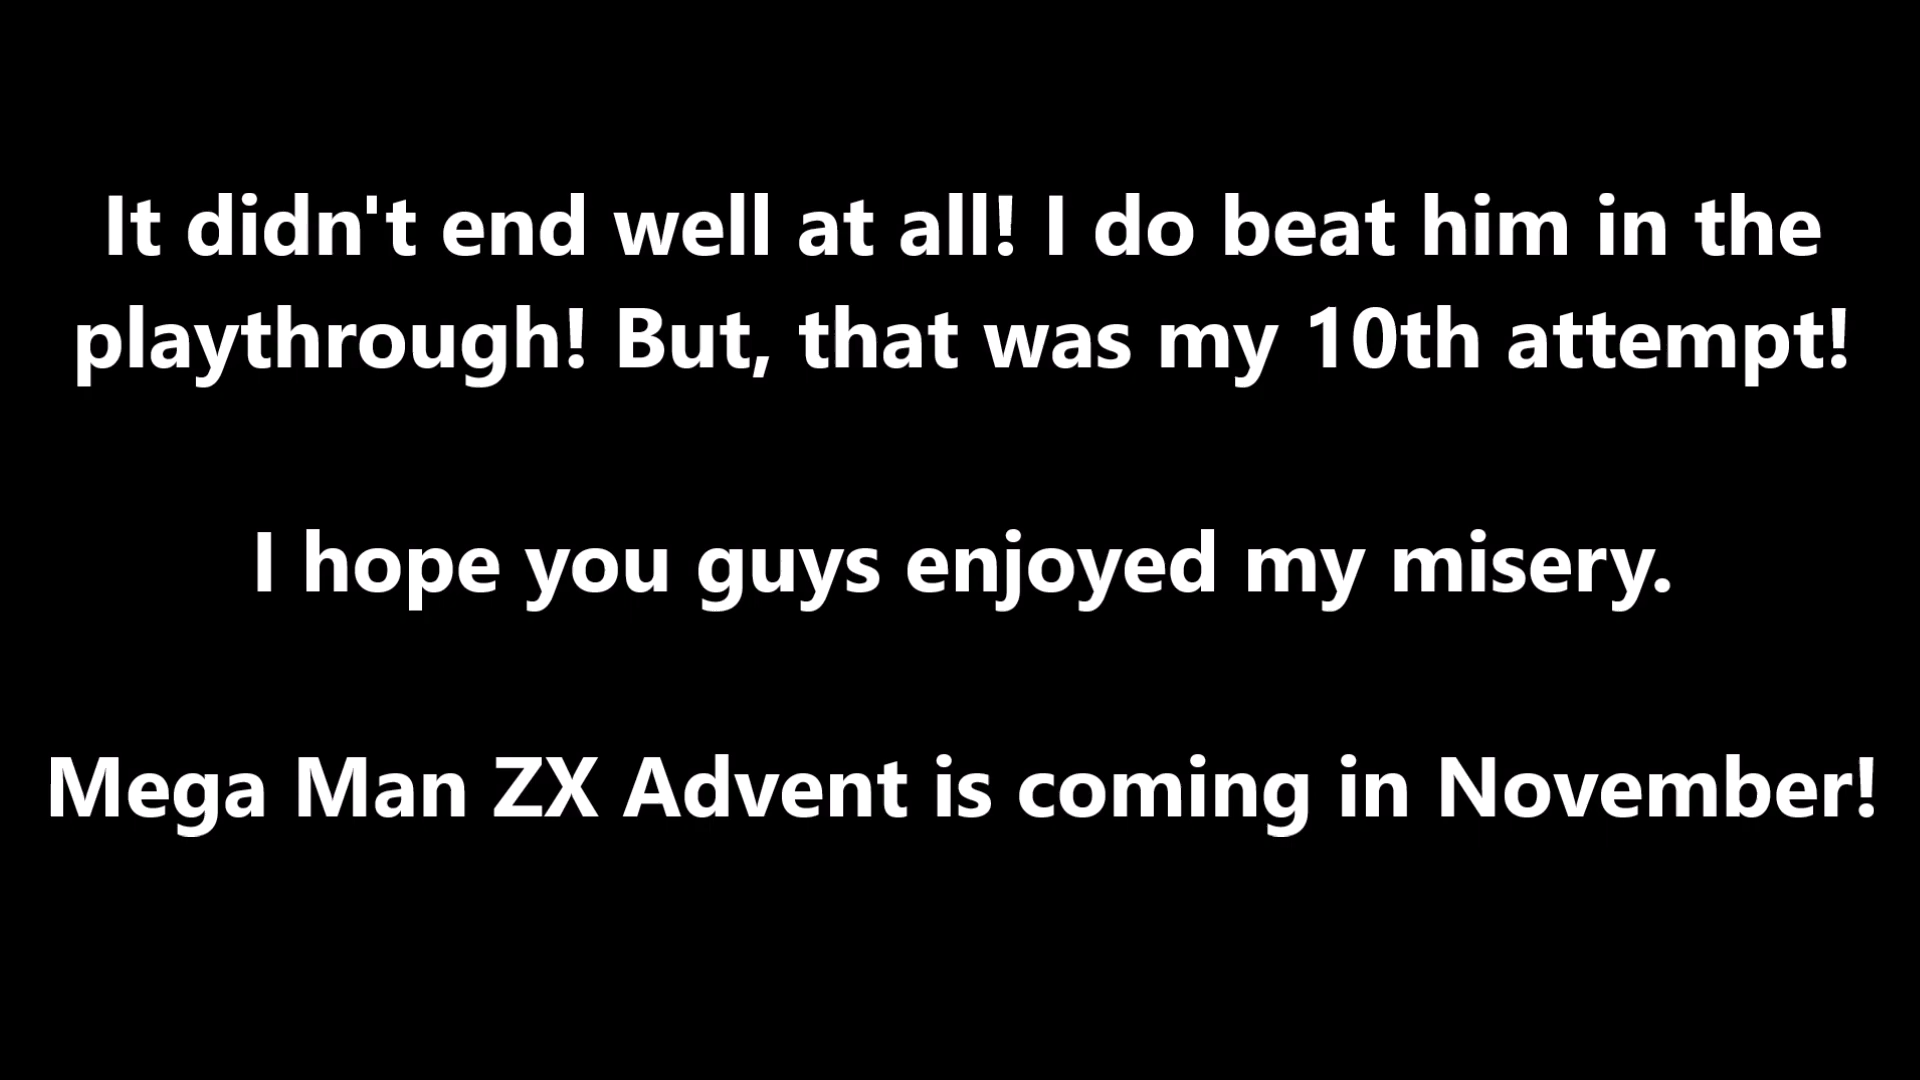 It didn't end well at all! I do beat him in the
playthrough! But, that was my 10th attempt!
I hope you guys enjoyed my misery.
Mega Man ZX Advent is coming in November!